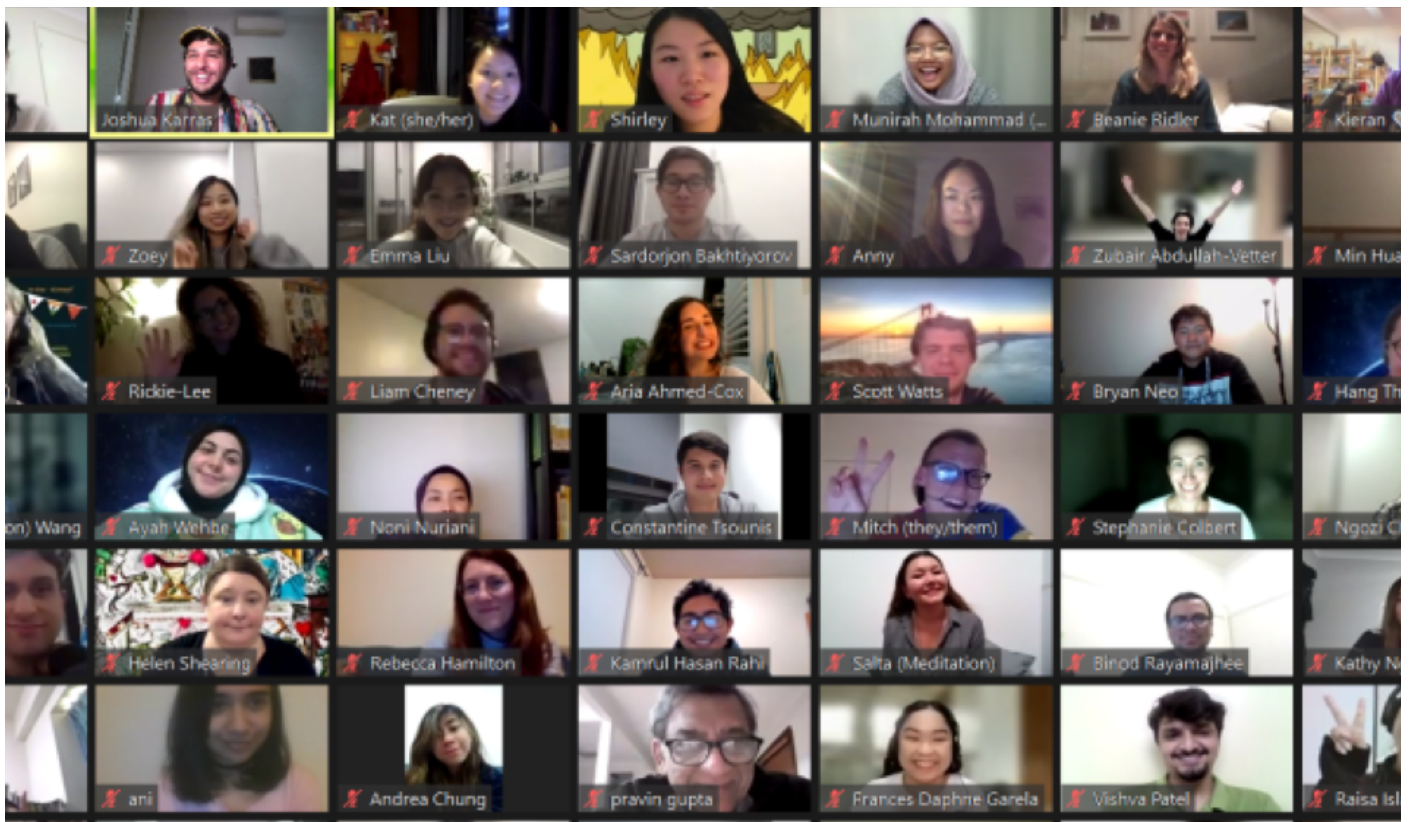 Joshua Karras
Kat (she/her)
Shirley
Munirah Mohammad (...
Beanie Ridler
Kieran
Zoey
Emma Liu
Sardorjon Bakhtiyorov
Anny
Zubair Abdullah-Vetter
Min Hua
Rickie-Lee
Liam Cheney
Aria Ahmed-Cox
Scott Watts
Bryan Neo
Hang Th
on) Wang
Ayah Wehbe
Noni Nuriani
Constantine Tsounis
Mitch (they/them)
Stephanie Colbert
Ngozi C
Helen Shearing
Rebecca Hamilton
Kamrul Hasan Rahi
Salta (Meditation)
Binod Rayamajhee
Kathy N
ani
Andrea Chung
pravin gupta
Frances Daphne Garela
Vishva Patel
Raisa Isl